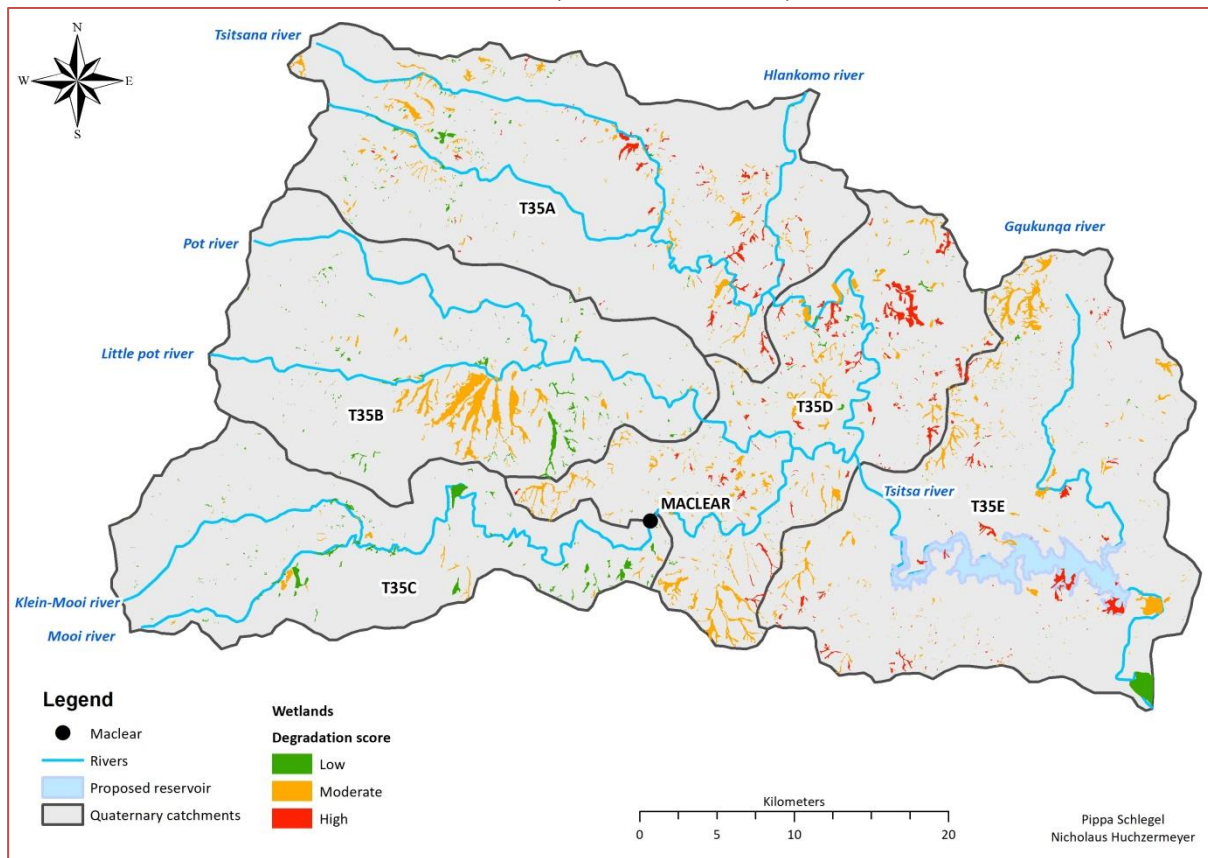 N
W
E
S
Tsitsana river
Hlankomo river
Gqukunqa river
Pot river
Little pot river
Klein-Mooi river
Mooi river
Tsitsa river
T35A
T35B
T35C
T35D
T35E
MACLEAR
Legend
Maclear
Rivers
Proposed reservoir
Quaternary catchments
Wetlands
Degradation score
Low
Moderate
High
Kilometers
0 5 10 20
Pippa Schlegel
Nicholaus Huchzermeyer